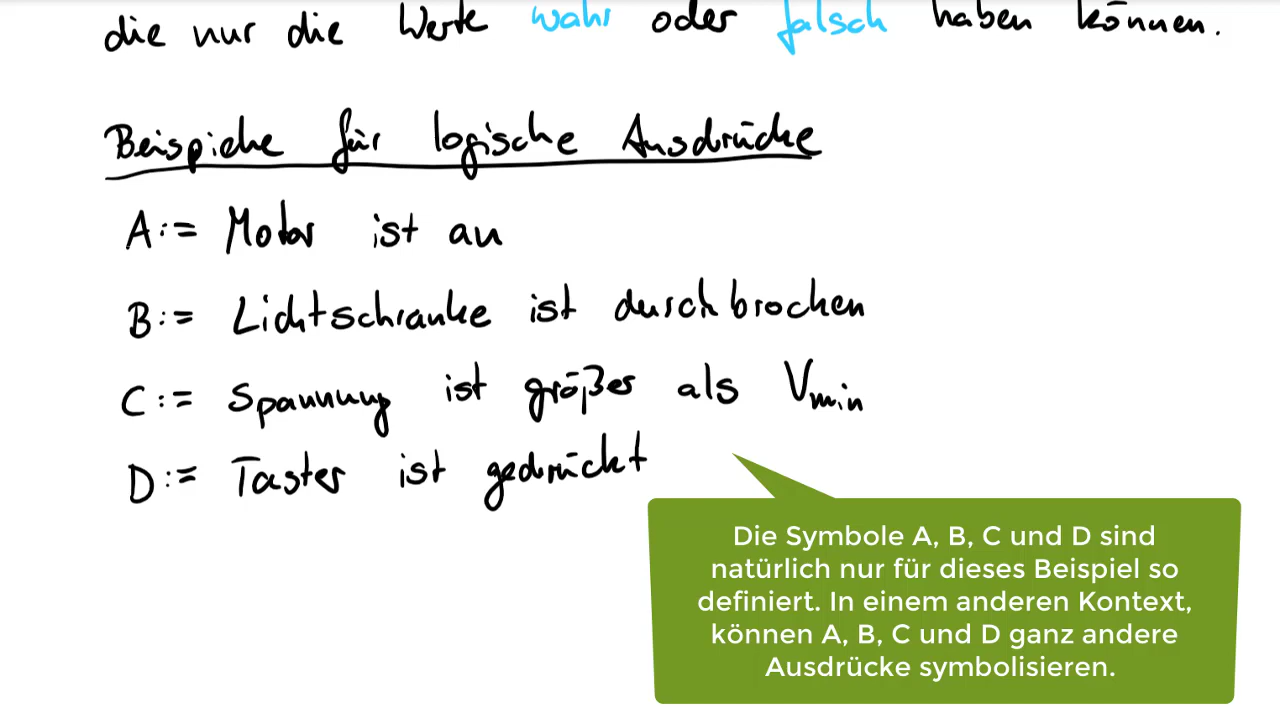 die nur die Werte wahr oder falsch haben können.
Beispiele für logische Ausdrücke
A:= Motor ist an
B:= Lichtschranke ist durchbrochen
C:= Spannung ist größer als Vmin
D:= Taster ist gedrückt
Die Symbole A, B, C und D sind
natürlich nur für dieses Beispiel so
definiert. In einem anderen Kontext,
können A, B, C und D ganz andere
Ausdrücke symbolisieren.